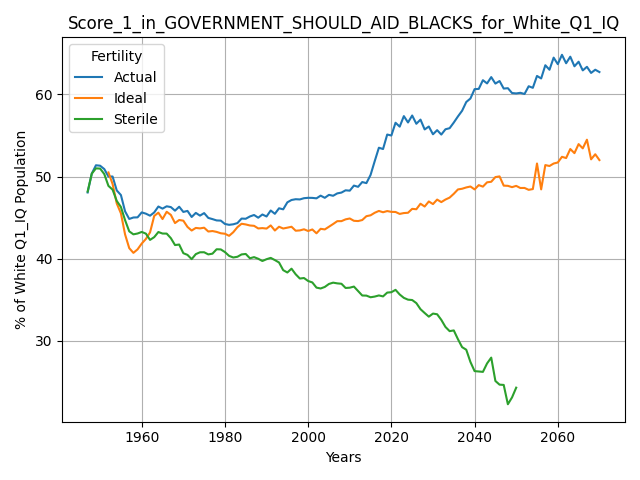 Score_1_in_GOVERNMENT_SHOULD_AID_BLACKS_for_White_Q1_IQ
Fertility
Actual
Ideal
Sterile
% of White Q1_IQ Population
60
50
40
30
1960 1980 2000 2020 2040 2060
Years